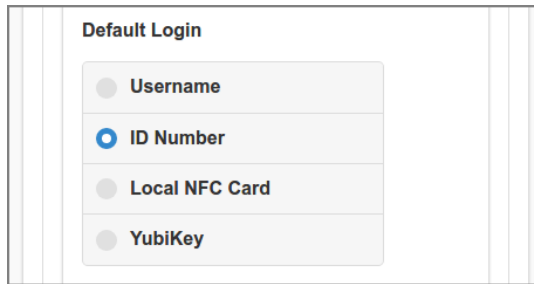 Default Login
Username
ID Number
Local NFC Card
YubiKey